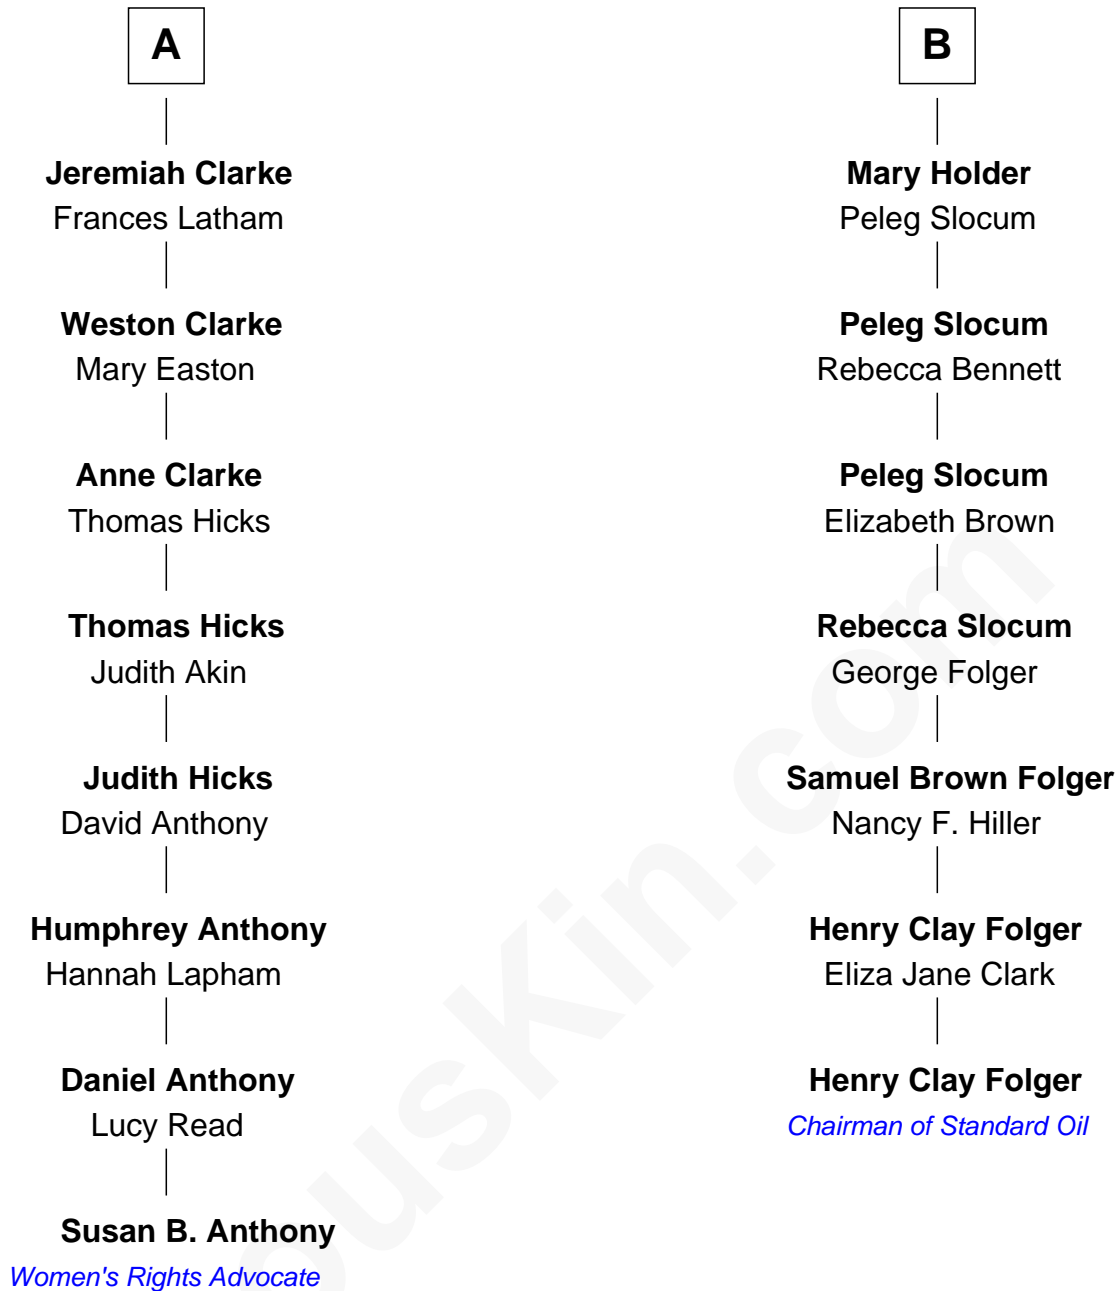 A
Jeremiah Clarke
Frances Latham
Weston Clarke
Mary Easton
Anne Clarke
Thomas Hicks
Thomas Hicks
Judith Akin
Judith Hicks
David Anthony
Humphrey Anthony
Hannah Lapham
Daniel Anthony
Lucy Read
Susan B. Anthony
Women's Rights Advocate
B
Mary Holder
Peleg Slocum
Peleg Slocum
Rebecca Bennett
Peleg Slocum
Elizabeth Brown
Rebecca Slocum
George Folger
Samuel Brown Folger
Nancy F. Hiller
Henry Clay Folger
Eliza Jane Clark
Henry Clay Folger
Chairman of Standard Oil
ousKin.com